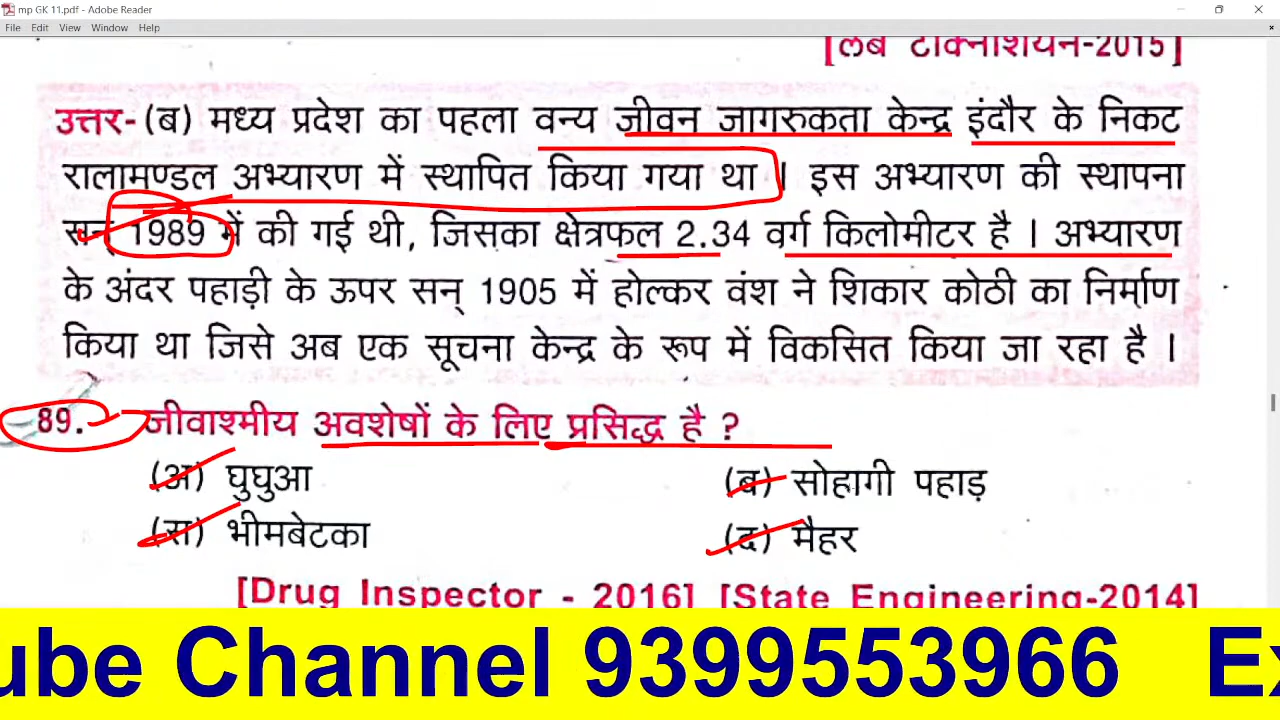 mp GK 11.pdf - Adobe Reader
File Edit View Window Help
[लैब टेक्नीशियन-2015]
उत्तर-(ब) मध्य प्रदेश का पहला वन्य जीवन जागरुकता केन्द्र इंदौर के निकट
रालामण्डल अभ्यारण में स्थापित किया गया था । इस अभ्यारण की स्थापना
सन् 1989 में की गई थी, जिसका क्षेत्रफल 2.34 वर्ग किलोमीटर है । अभ्यारण
के अंदर पहाड़ी के ऊपर सन् 1905 में होल्कर वंश ने शिकार कोठी का निर्माण
किया था जिसे अब एक सूचना केन्द्र के रूप में विकसित किया जा रहा है ।
89. जीवाश्मीय अवशेषों के लिए प्रसिद्ध है ?
(अ) घुघुआ (ब) सोहागी पहाड़
(स) भीमबेटका (द) मैहर
[Drug Inspector - 2016] [State Engineering-2014]
ube Channel 9399553966 Ex